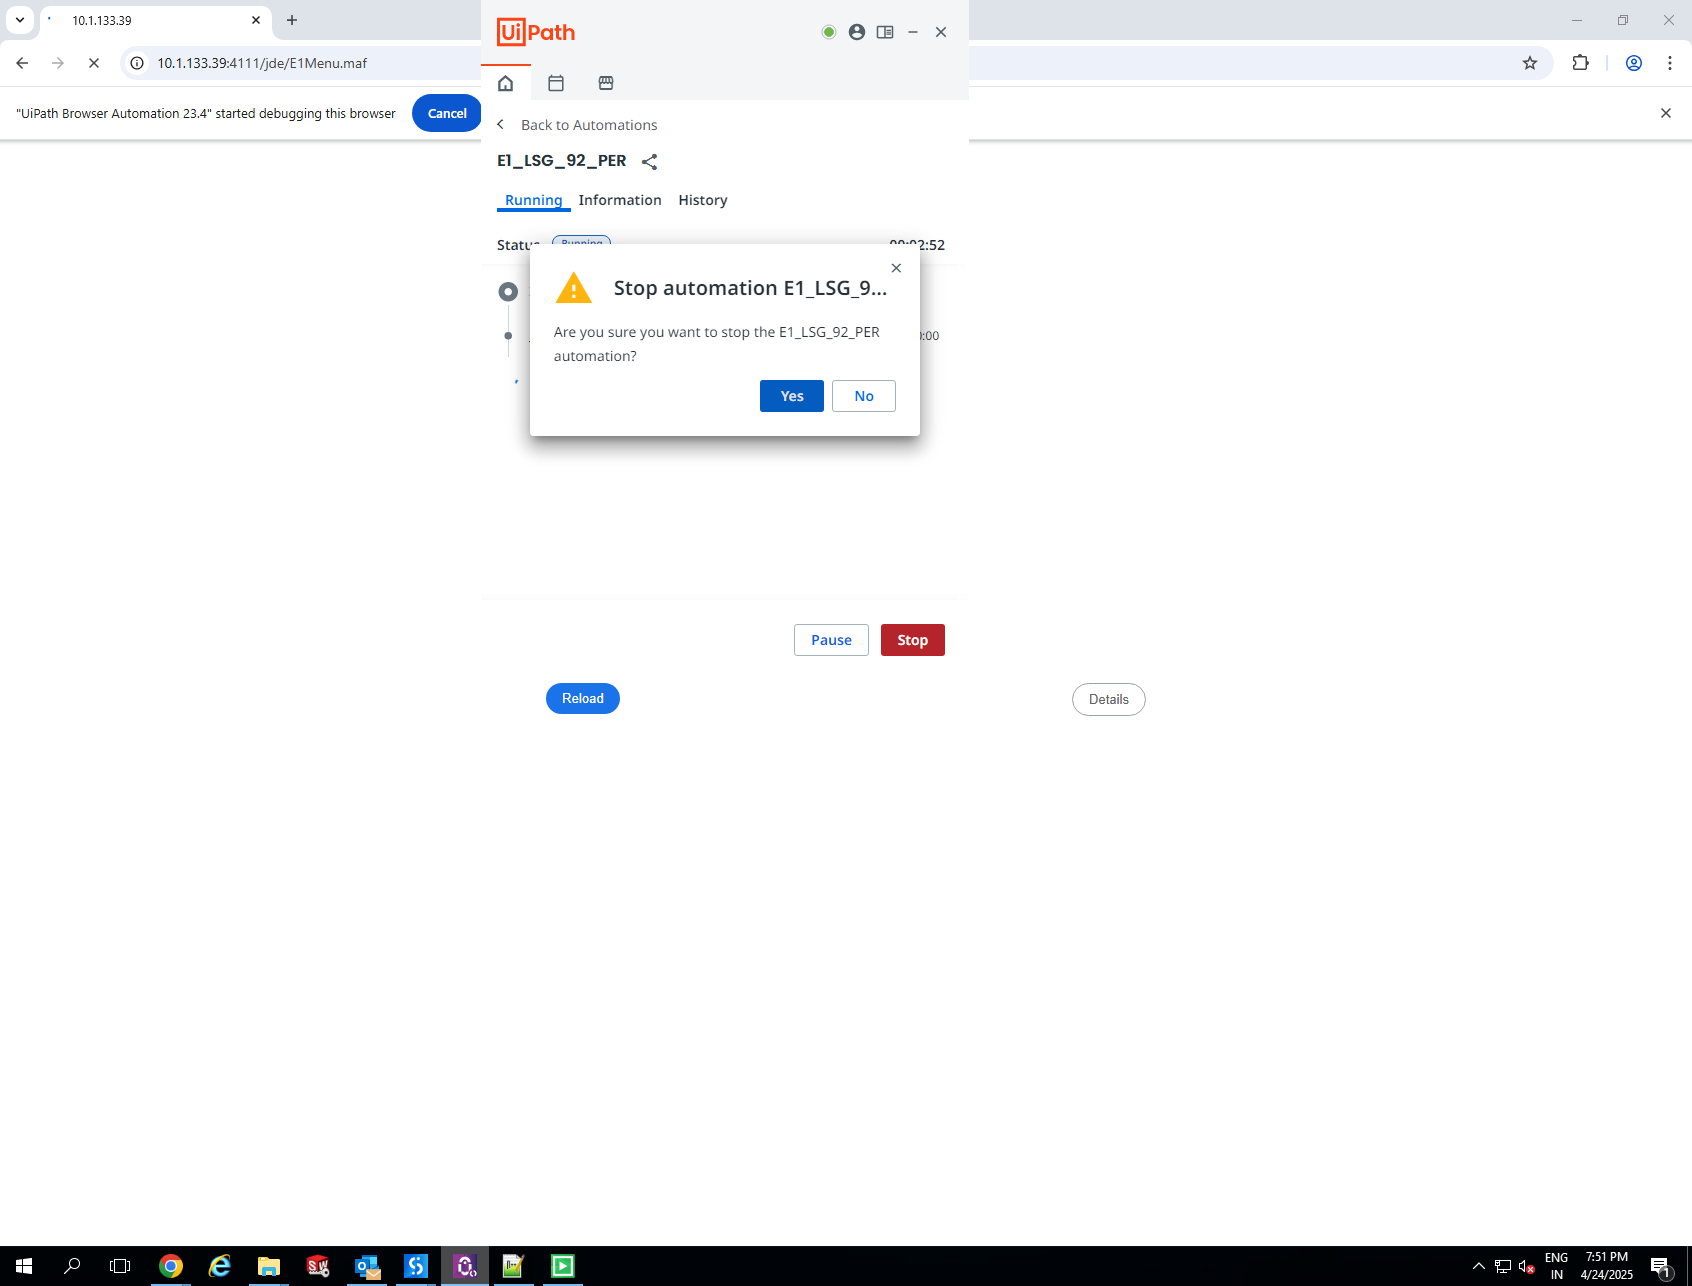 10.1.133.39
UiPath
10.1.133.39:4111/jde/E1Menu.maf
"UiPath Browser Automation 23.4" started debugging this browser
Cancel
Back to Automations
E1_LSG_92_PER
Running
Information
History
Status
Running
00:02:52
Stop automation E1_LSG_9...
Are you sure you want to stop the E1_LSG_92_PER
automation?
:00
Yes
No
Pause
Stop
Reload
Details
ENG
IN
7:51 PM
4/24/2025
1